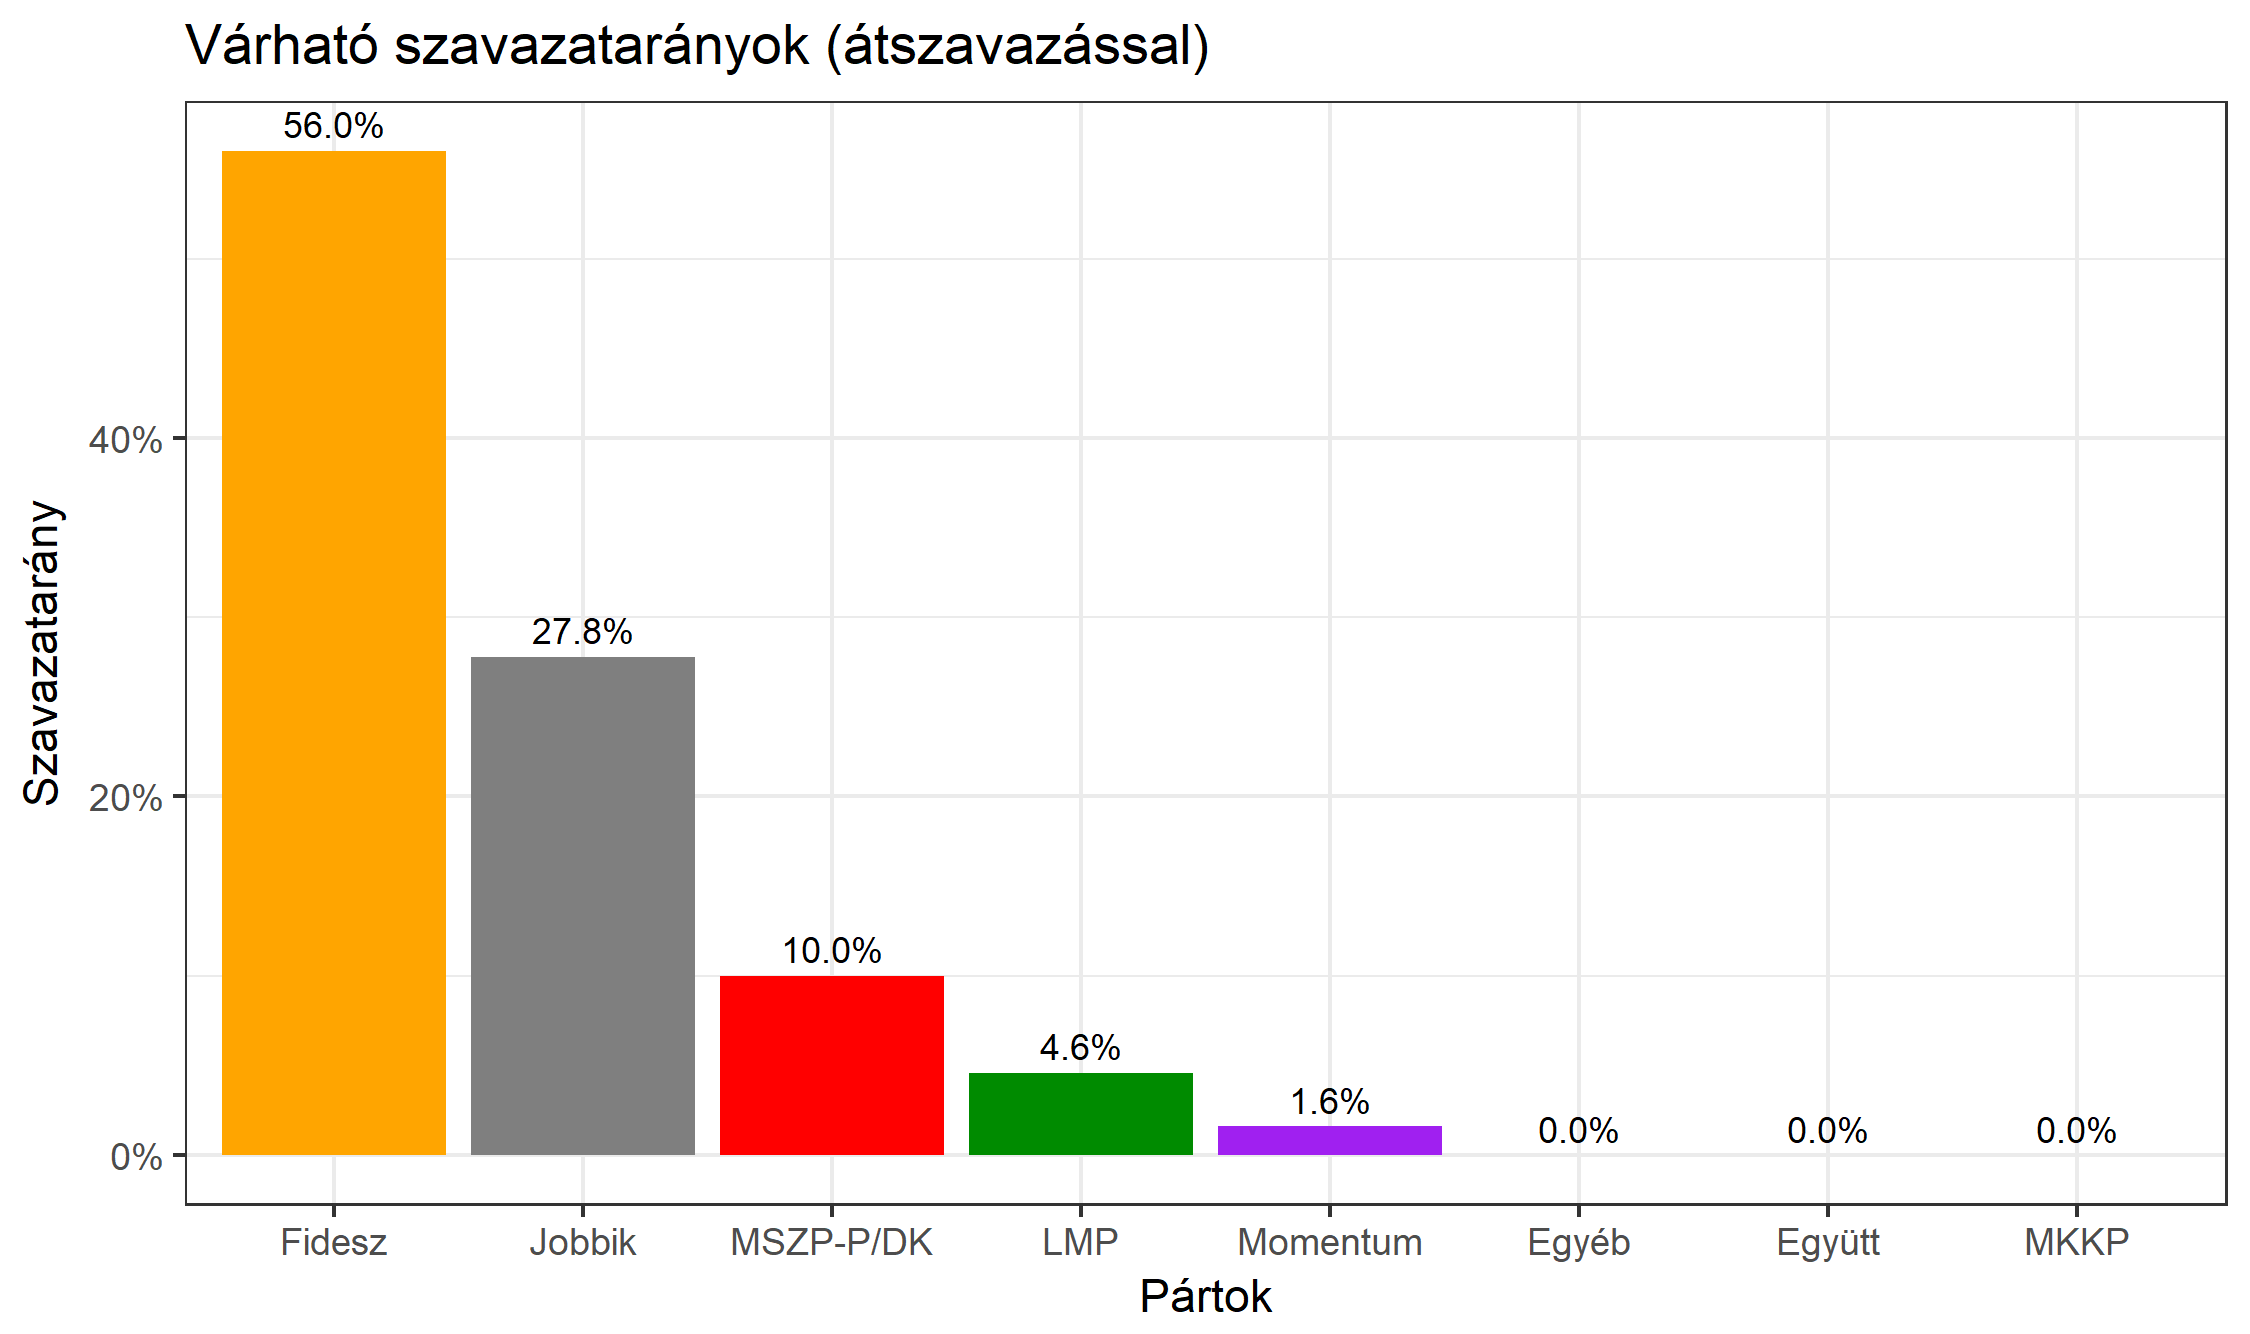 Várható szavazatarányok (átszavazással)
56.0%
27.8%
10.0%
4.6%
1.6%
0.0%
0.0%
0.0%
40%
20%
0%
Szavazatarány
Fidesz
Jobbik
MSZP-P/DK
LMP
Momentum
Egyéb
Együtt
MKKP
Pártok